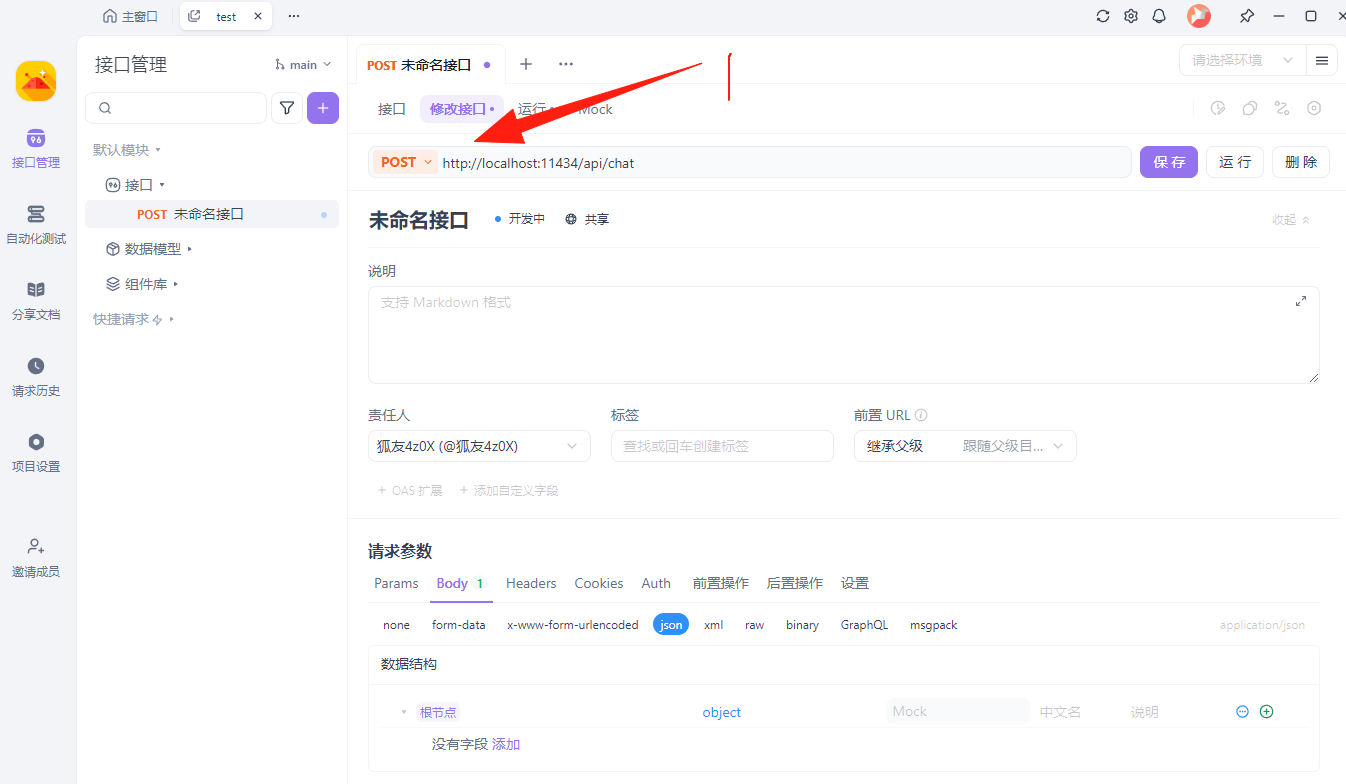 主窗口
test
接口管理
main
接口管理
自动化测试
分享文档
请求历史
项目设置
邀请成员
默认模块
接口
POST 未命名接口
数据模型
组件库
快捷请求
POST 未命名接口
请选择环境
接口 修改接口 运行 Mock
POST http://localhost:11434/api/chat
保存 运行 删除
未命名接口 开发中 共享 收起
说明
支持 Markdown 格式
责任人 标签 前置 URL
狐友4z0X (@狐友4z0X) 查找或回车创建标签 继承父级 跟随父级目...
+ OAS 扩展 + 添加自定义字段
请求参数
Params Body 1 Headers Cookies Auth 前置操作 后置操作 设置
none form-data x-www-form-urlencoded json xml raw binary GraphQL msgpack application/json
数据结构
根节点 object Mock 中文名 说明
没有字段 添加